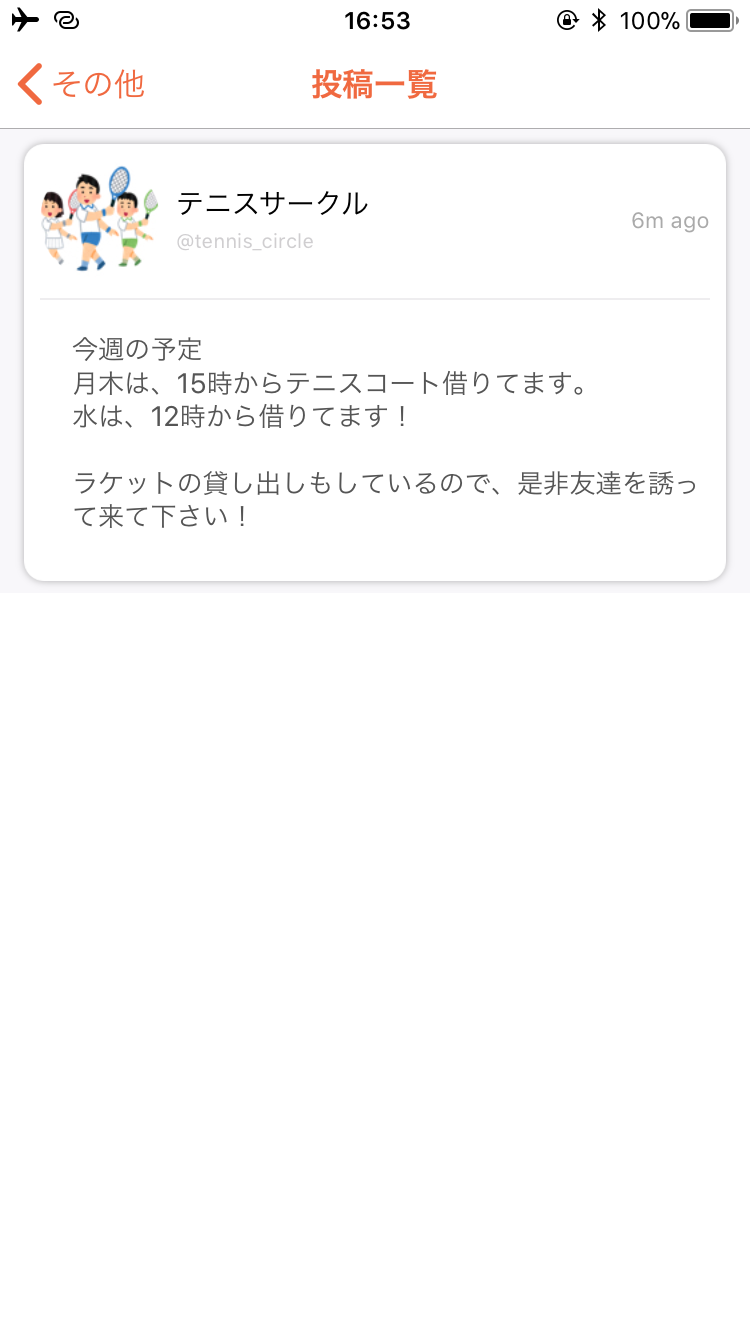 16:53
100%
その他
投稿一覧
テニスサークル
@tennis_circle
6m ago
今週の予定
月木は、15時からテニスコート借りてます。
水は、12時から借りてます！
ラケットの貸し出しもしているので、是非友達を誘っ
て来て下さい！